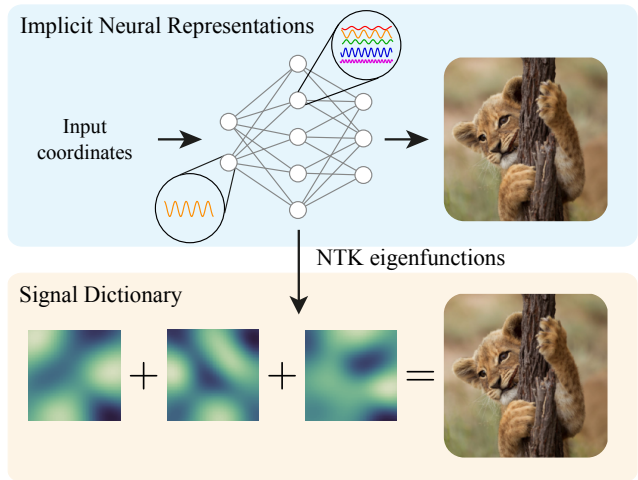 Implicit Neural Representations
Input
coordinates
NTK eigenfunctions
Signal Dictionary
+ + =